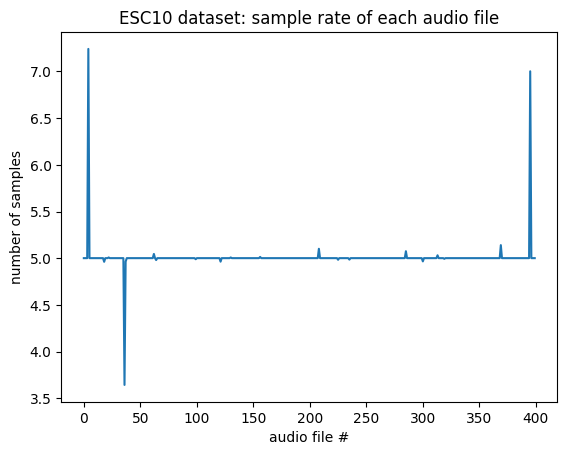 ESC10 dataset: sample rate of each audio file
number of samples
7.0
6.5
6.0
5.5
5.0
4.5
4.0
3.5
0 50 100 150 200 250 300 350 400
audio file #